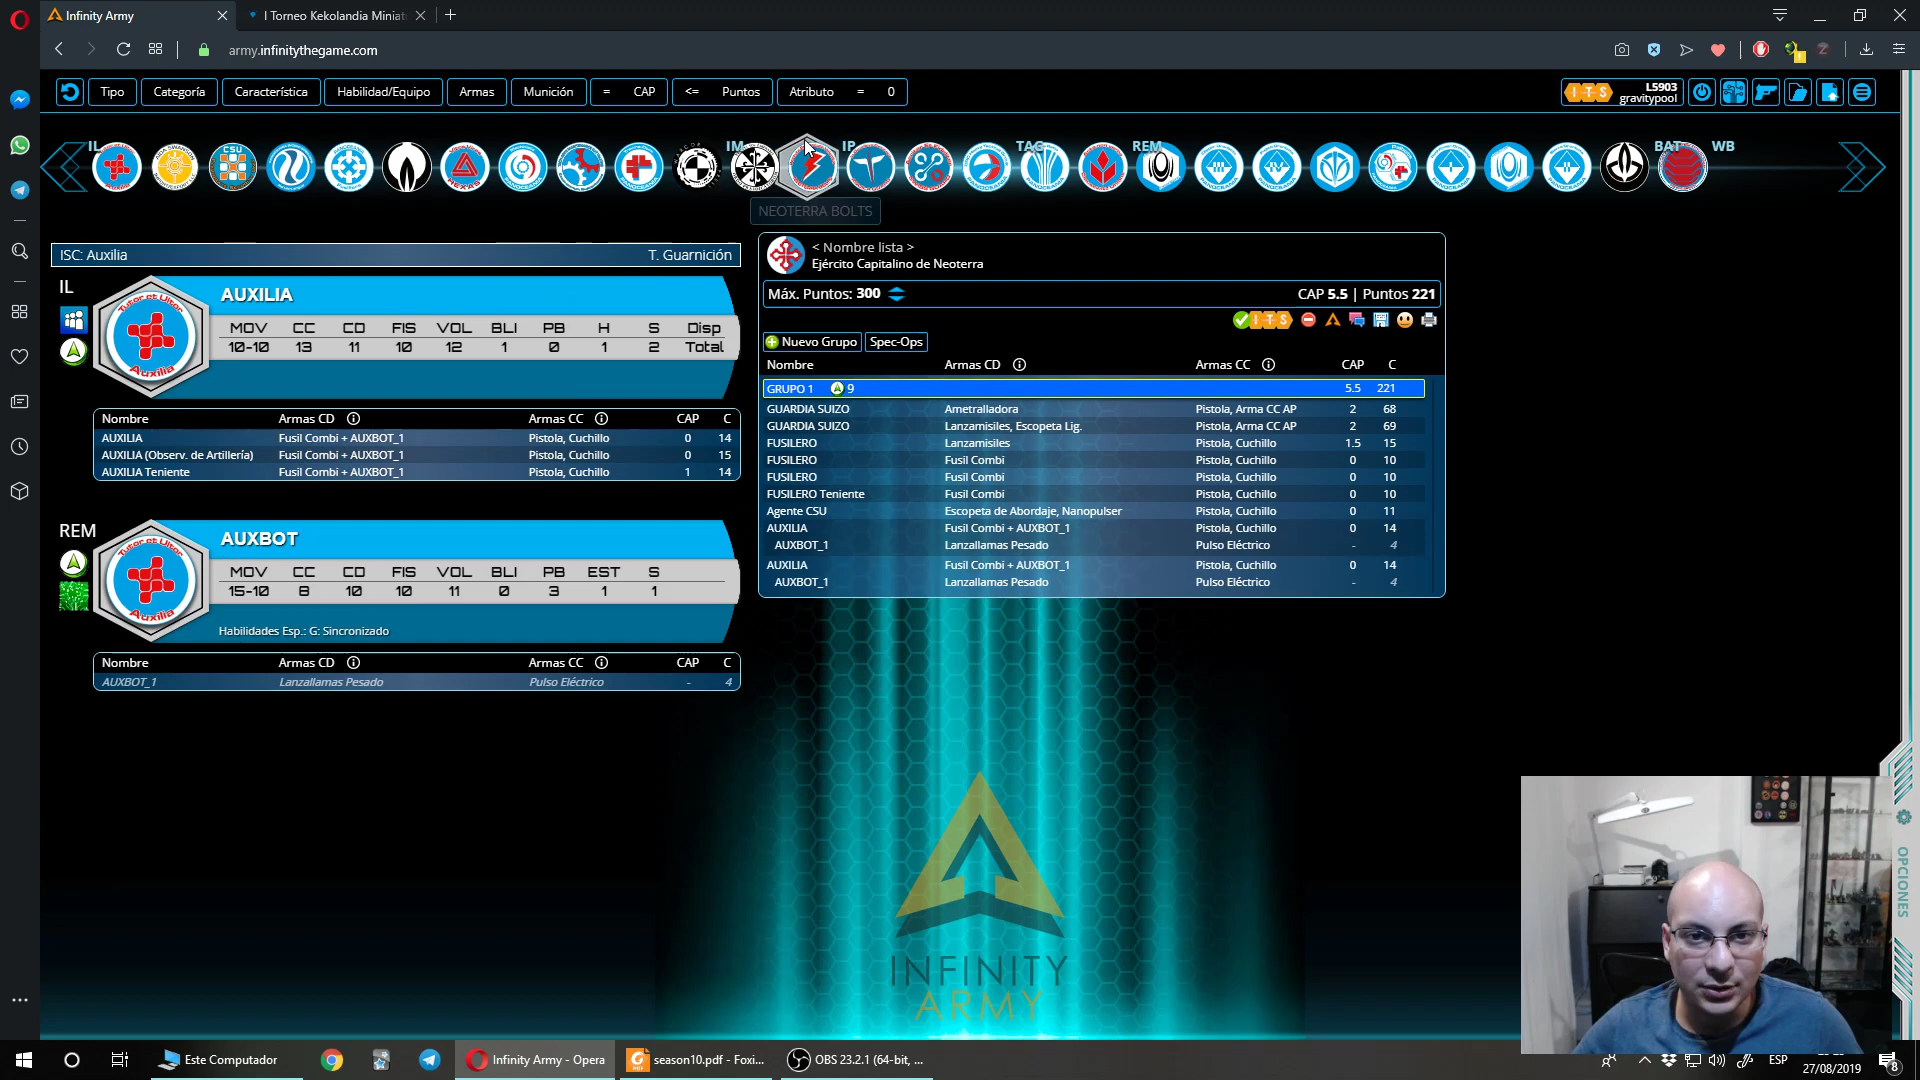 Infinity Army
I Torneo Kekolandia Miniat
army.infinitythegame.com
Tipo
Categoría
Característica
Habilidad/Equipo
Armas
Munición
= CAP
<= Puntos
Atributo = 0
ITS
L5903
gravitypool
IL
IM
IP
TAG
REM
BAT
WB
NEOTERRA BOLTS
ISC: Auxilia
T. Guarnición
IL
AUXILIA
MOV CC CD FIS VOL BLI PB H S Disp
10-10 13 11 10 12 1 0 1 2 Total
Tutor et Ultor
Auxilia
Nombre Armas CD Armas CC CAP C
AUXILIA Fusil Combi + AUXBOT_1 Pistola, Cuchillo 0 14
AUXILIA (Observ. de Artillería) Fusil Combi + AUXBOT_1 Pistola, Cuchillo 0 15
AUXILIA Teniente Fusil Combi + AUXBOT_1 Pistola, Cuchillo 1 14
REM
AUXBOT
MOV CC CD FIS VOL BLI PB EST S
15-10 8 10 10 11 0 3 1 1
Tutor et Ultor
Auxilia
Habilidades Esp.: G: Sincronizado
Nombre Armas CD Armas CC CAP C
AUXBOT_1 Lanzallamas Pesado Pulso Eléctrico - 4
< Nombre lista >
Ejército Capitalino de Neoterra
Máx. Puntos: 300
CAP 5.5 | Puntos 221
ITS
Nuevo Grupo
Spec-Ops
Nombre Armas CD Armas CC CAP C
GRUPO 1 9 5.5 221
GUARDIA SUIZO Ametralladora Pistola, Arma CC AP 2 68
GUARDIA SUIZO Lanzamisiles, Escopeta Lig. Pistola, Arma CC AP 2 69
FUSILERO Lanzamisiles Pistola, Cuchillo 1.5 15
FUSILERO Fusil Combi Pistola, Cuchillo 0 10
FUSILERO Fusil Combi Pistola, Cuchillo 0 10
FUSILERO Teniente Fusil Combi Pistola, Cuchillo 0 10
Agente CSU Escopeta de Abordaje, Nanopulser Pistola, Cuchillo 0 11
AUXILIA Fusil Combi + AUXBOT_1 Pistola, Cuchillo 0 14
AUXBOT_1 Lanzallamas Pesado Pulso Eléctrico - 4
AUXILIA Fusil Combi + AUXBOT_1 Pistola, Cuchillo 0 14
AUXBOT_1 Lanzallamas Pesado Pulso Eléctrico - 4
INFINITY
ARMY
OPCIONES
Este Computador
Infinity Army - Opera
season10.pdf - Foxi...
OBS 23.2.1 (64-bit, ...
ESP
27/08/2019
8